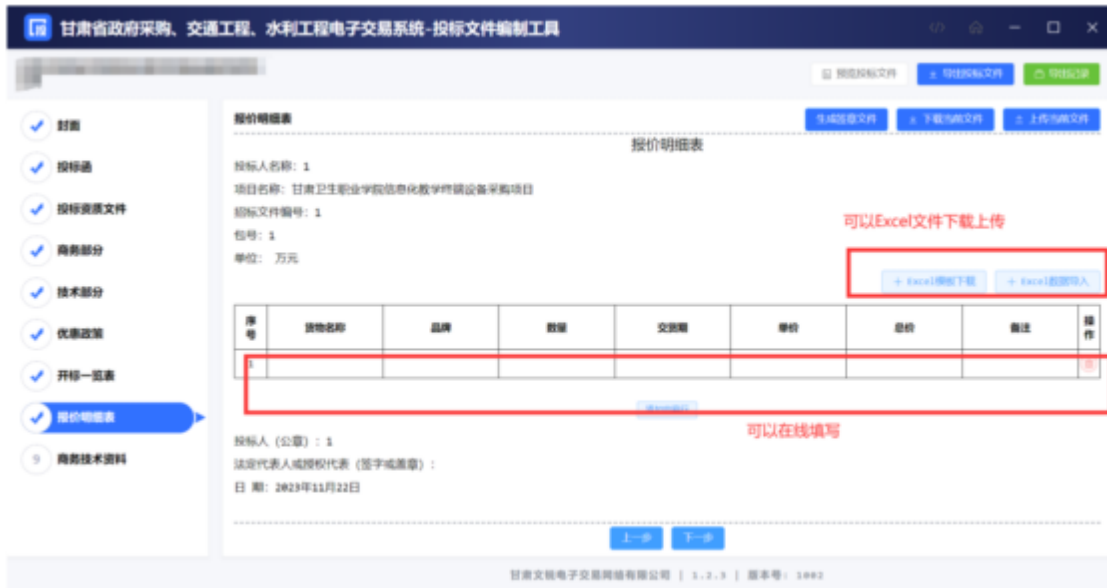 投 甘肃省政府采购、交通工程、水利工程电子交易系统-投标文件编制工具
预览投标文件 导出投标文件 导出记录
封面
投标函
投标资质文件
商务部分
技术部分
优惠政策
开标一览表
报价明细表
9 商务技术资料
报价明细表 生成签章文件 下载当前文件 上传当前文件
报价明细表
投标人名称: 1
项目名称: 甘肃卫生职业学院信息化教学终端设备采购项目
招标文件编号: 1
包号: 1
单位: 万元
可以Excel文件下载上传
+ Excel模板下载 + Excel数据导入
序号 货物名称 品牌 数量 交货期 单价 总价 备注 操作
1
可以在线填写
投标人 (公章) : 1
法定代表人或授权代表 (签字或盖章) :
日 期: 2023年11月22日
上一步 下一步
甘肃文锐电子交易网络有限公司 | 1.2.3 | 版本号: 1002